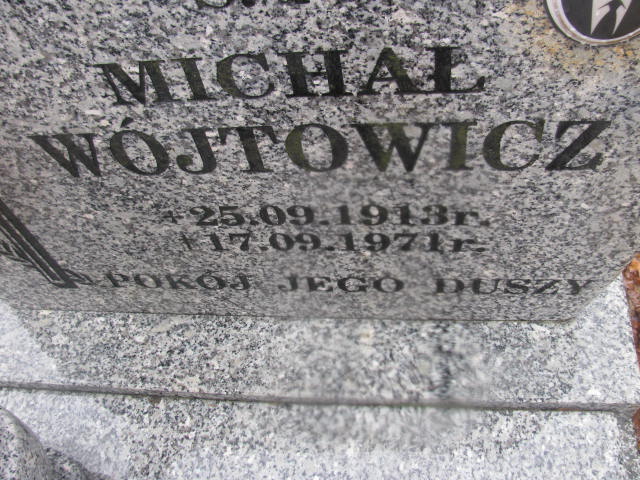 MICHAŁ
WÓJTOWICZ
25.09.1913r.
†17.09.1971r.
POKÓJ JEGO DUSZY